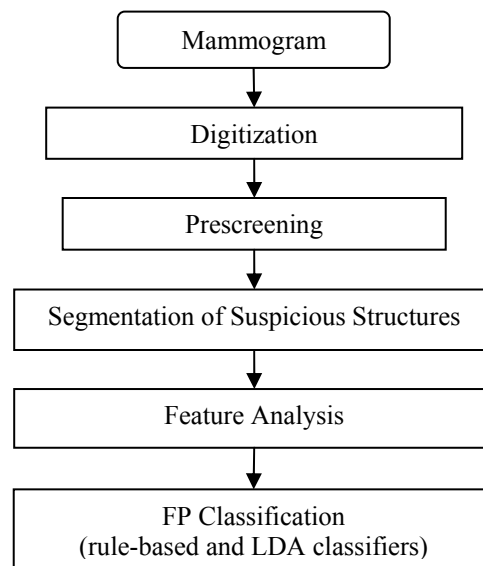 Mammogram
Digitization
Prescreening
Segmentation of Suspicious Structures
Feature Analysis
FP Classification
(rule-based and LDA classifiers)